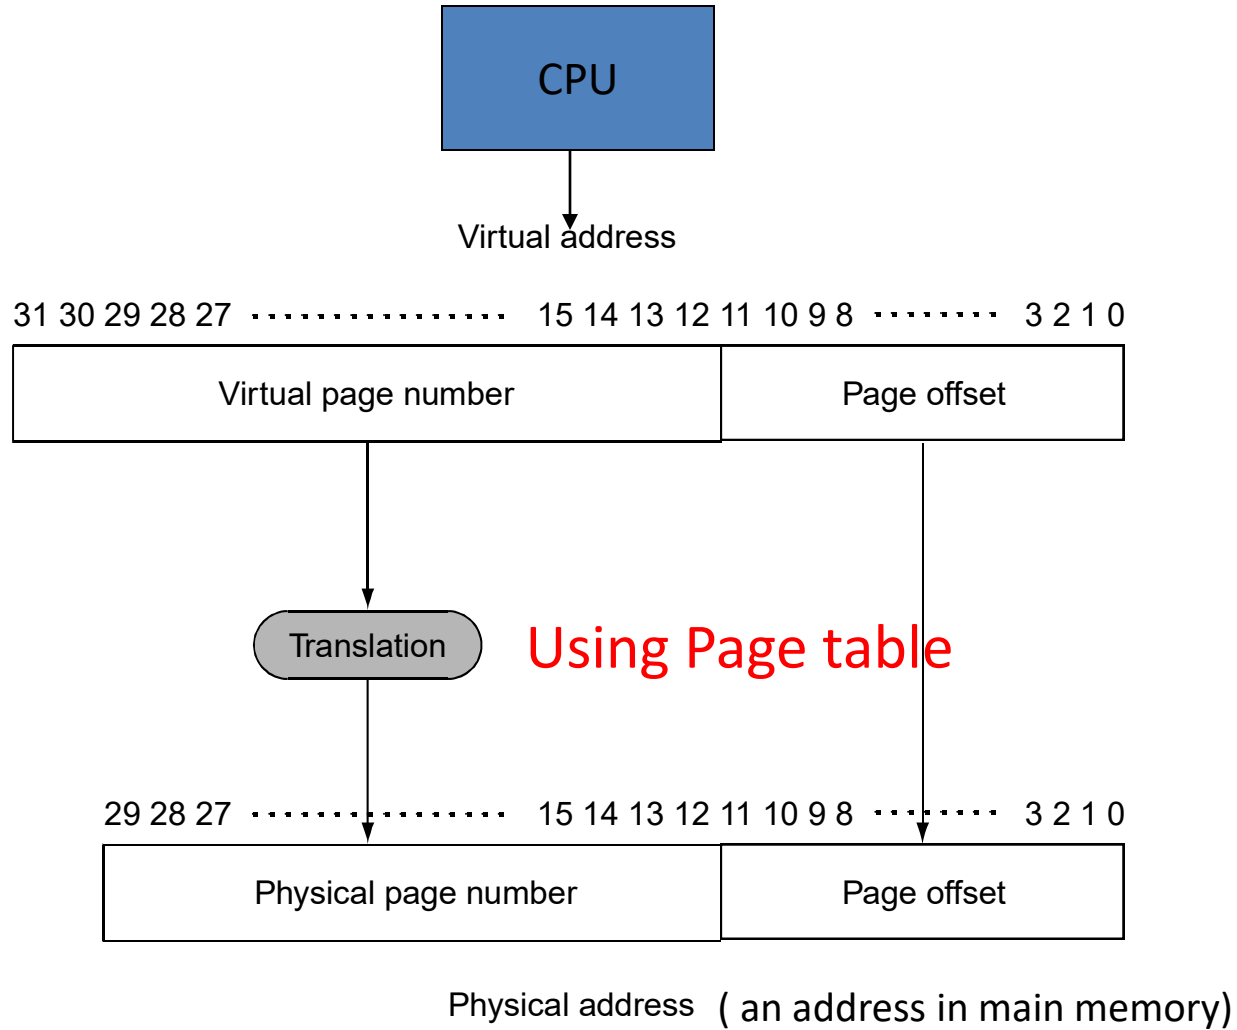 CPU
Virtual address
31 30 29 28 27 ················ 15 14 13 12 11 10 9 8 ········ 3 2 1 0
Virtual page number Page offset
Translation Using Page table
29 28 27 ················ 15 14 13 12 11 10 9 8 ········ 3 2 1 0
Physical page number Page offset
Physical address ( an address in main memory)